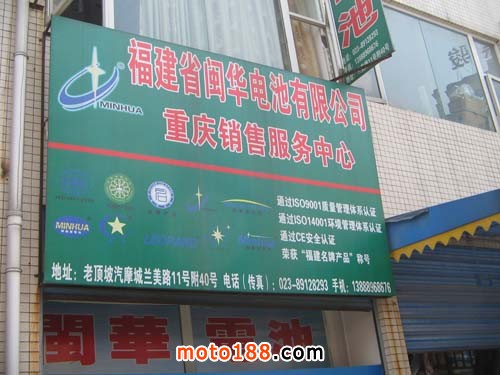 池
023-89128293
13888968676
MINHUA
福建省闽华电池有限公司
重庆销售服务中心
通过ISO9001质量管理体系认证
通过ISO14001环境管理体系认证
通过CE安全认证
荣获“福建名牌产品”称号
MINHUA
地址：老顶坡汽摩城兰美路11号附40号 电话（传真）：023-89128293 手机：13888968676
閩華電池
moto188.com